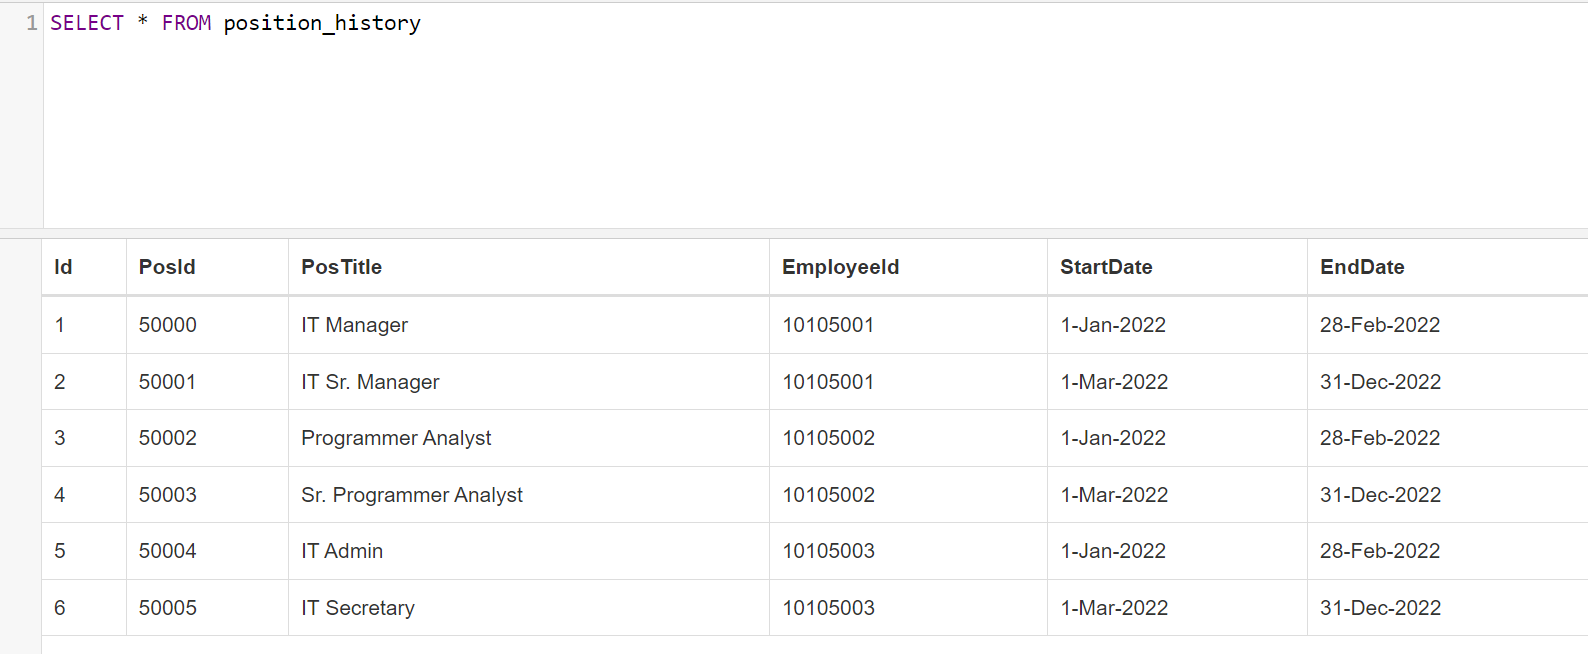 1 SELECT * FROM position_history
Id PosId PosTitle EmployeeId StartDate EndDate
1 50000 IT Manager 10105001 1-Jan-2022 28-Feb-2022
2 50001 IT Sr. Manager 10105001 1-Mar-2022 31-Dec-2022
3 50002 Programmer Analyst 10105002 1-Jan-2022 28-Feb-2022
4 50003 Sr. Programmer Analyst 10105002 1-Mar-2022 31-Dec-2022
5 50004 IT Admin 10105003 1-Jan-2022 28-Feb-2022
6 50005 IT Secretary 10105003 1-Mar-2022 31-Dec-2022